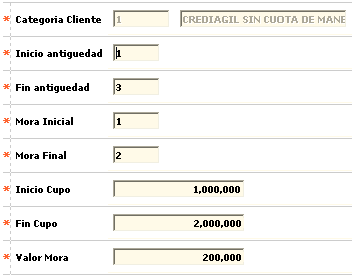 * Categoria Cliente 1 CREDIAGIL SIN CUOTA DE MANE
* Inicio antiguedad 1
* Fin antiguedad 3
* Mora Inicial 1
* Mora Final 2
* Inicio Cupo 1,000,000
* Fin Cupo 2,000,000
* Valor Mora 200,000